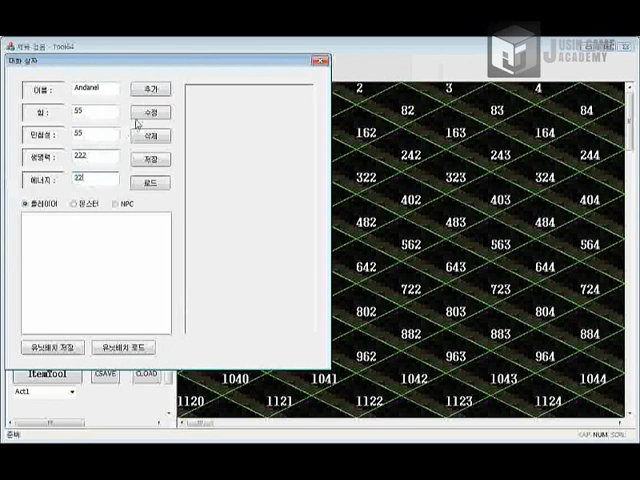 JUSIN GAME
ACADEMY
제목 없음 - Tool64
대화 상자
이름 : Andariel 추가
힘 : 55 수정
민첩성 : 55 삭제
생명력 : 222 저장
에너지 : 22 로드
플레이어 몬스터 NPC
유닛배치 저장 유닛배치 로드
ItemTool CSAVE CLOAD
Act1
2 3 4
82 83 84
162 163 164
242 243 244
322 323 324
402 403 404
482 483 484
562 563 564
642 643 644
722 723 724
802 803 804
882 883 884
962 963 964
1040 1041 1042 1043 1044
1120 1121 1122 1123 1124
준비 CAP NUM SCRL